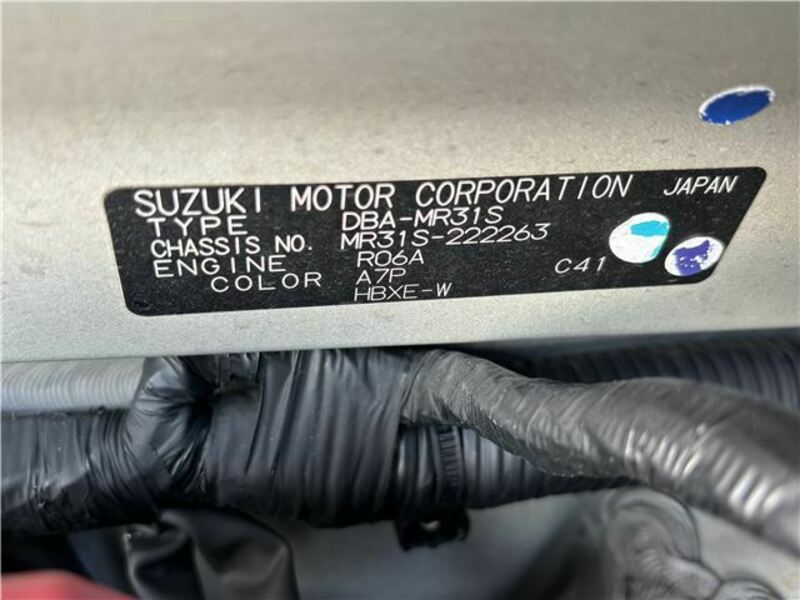 SUZUKI MOTOR CORPORATION JAPAN
TYPE DBA-MR31S
CHASSIS NO. MR31S-222263
ENGINE R06A C41
COLOR A7P
HBXE-W